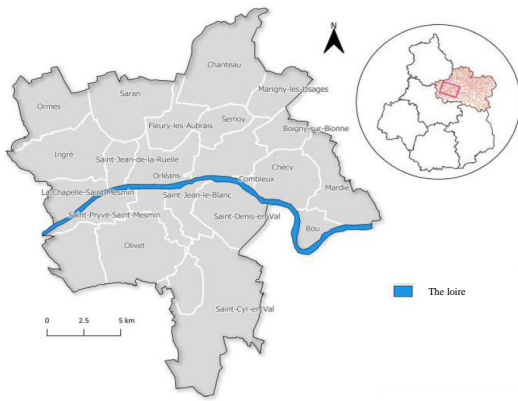 N
Chanteau
Saran
Marigny-les-Usages
Ormes
Semoy
Fleury-les-Aubrais
Boigny-sur-Bionne
Ingré
Saint-Jean-de-la-Ruelle
Chécy
Orléans
Combleux
Mardié
La Chapelle-Saint-Mesmin
Saint-Jean-le-Blanc
Saint-Pryvé-Saint-Mesmin
Saint-Denis-en-Val
Bou
Olivet
The loire
Saint-Cyr-en-Val
0 2.5 5 km